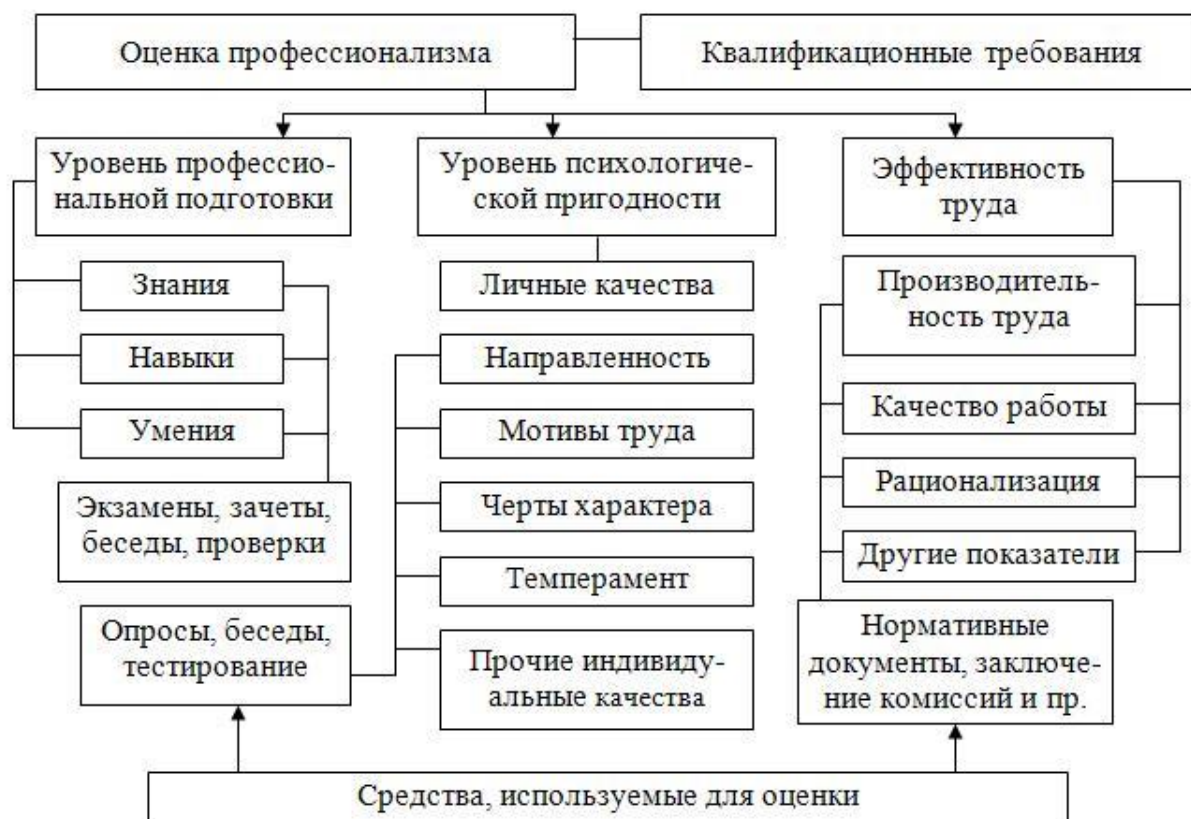 Оценка профессионализма
Квалификационные требования
Уровень профессио-
нальной подготовки
Уровень психологиче-
ской пригодности
Эффективность
труда
Знания
Навыки
Умения
Экзамены, зачеты,
беседы, проверки
Опросы, беседы,
тестирование
Личные качества
Направленность
Мотивы труда
Черты характера
Темперамент
Прочие индивиду-
альные качества
Производитель-
ность труда
Качество работы
Рационализация
Другие показатели
Нормативные
документы, заключе-
ние комиссий и пр.
Средства, используемые для оценки